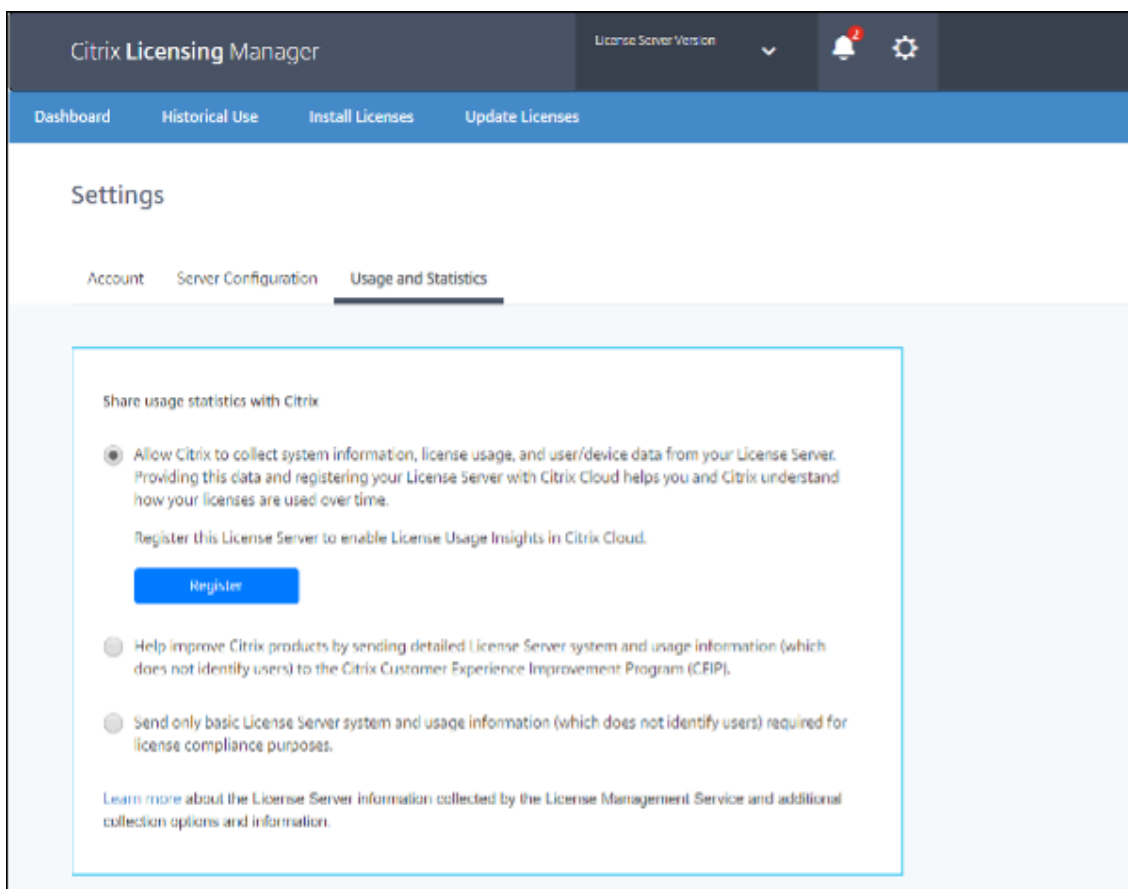 Citrix Licensing Manager
License Server Version
2
Dashboard Historical Use Install Licenses Update Licenses
Settings
Account Server Configuration Usage and Statistics
Share usage statistics with Citrix
Allow Citrix to collect system information, license usage, and user/device data from your License Server.
Providing this data and registering your License Server with Citrix Cloud helps you and Citrix understand
how your licenses are used over time.
Register this License Server to enable License Usage Insights in Citrix Cloud.
Register
Help improve Citrix products by sending detailed License Server system and usage information (which
does not identify users) to the Citrix Customer Experience Improvement Program (CEIP).
Send only basic License Server system and usage information (which does not identify users) required for
license compliance purposes.
Learn more about the License Server information collected by the License Management Service and additional
collection options and information.